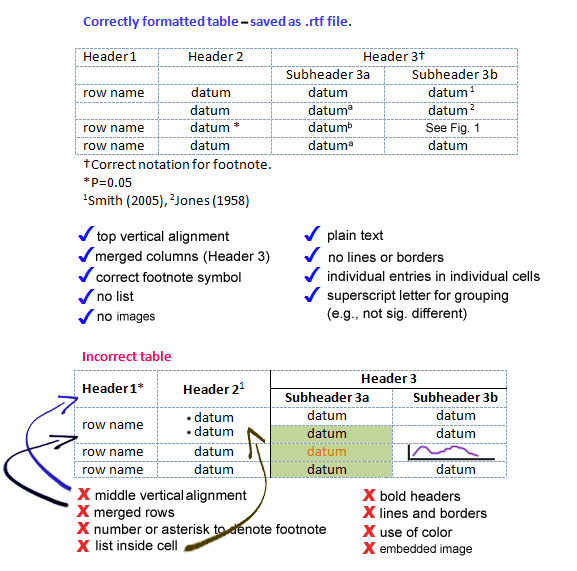 Correctly formatted table – saved as .rtf file.
Header1 Header 2 Header 3†
Subheader 3a Subheader 3b
row name datum datum datum ¹
datum datumᵃ datum ²
row name datum * datumᵇ See Fig. 1
row name datum datumᵃ datum
†Correct notation for footnote.
*P=0.05
¹Smith (2005), ²Jones (1958)
✓ top vertical alignment ✓ plain text
✓ merged columns (Header 3) ✓ no lines or borders
✓ correct footnote symbol ✓ individual entries in individual cells
✓ no list ✓ superscript letter for grouping
✓ no images (e.g., not sig. different)
Incorrect table
Header1* Header 2¹ Header 3
Subheader 3a Subheader 3b
row name • datum datum datum
• datum datum datum
row name datum datum
row name datum datum datum
X middle vertical alignment X bold headers
X merged rows X lines and borders
X number or asterisk to denote footnote X use of color
X list inside cell X embedded image